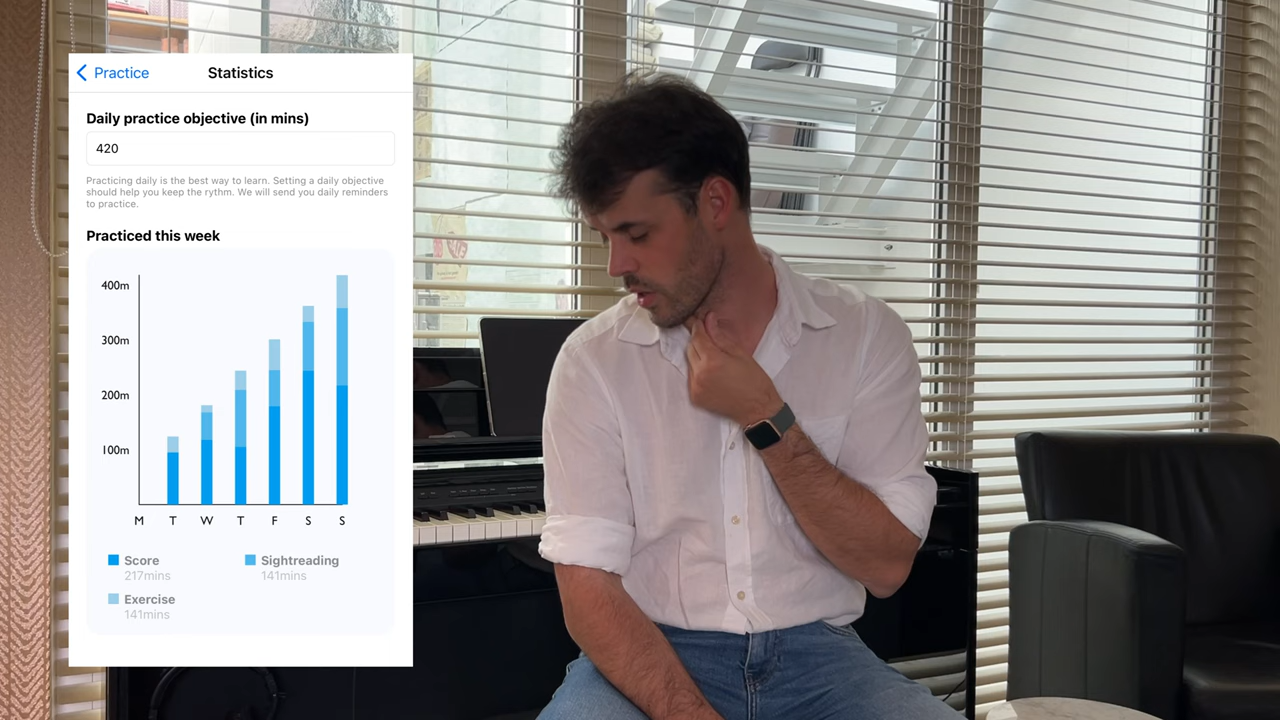 Practice
Statistics
Daily practice objective (in mins)
420
Practicing daily is the best way to learn. Setting a daily objective
should help you keep the rythm. We will send you daily reminders
to practice.
Practiced this week
400m
300m
200m
100m
M T W T F S S
Score
217mins
Sightreading
141mins
Exercise
141mins